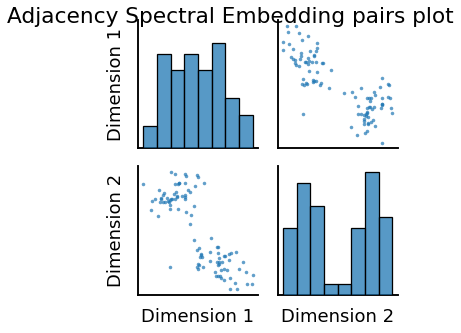 Adjacency Spectral Embedding pairs plot
Dimension 1
Dimension 2
Dimension 1
Dimension 2